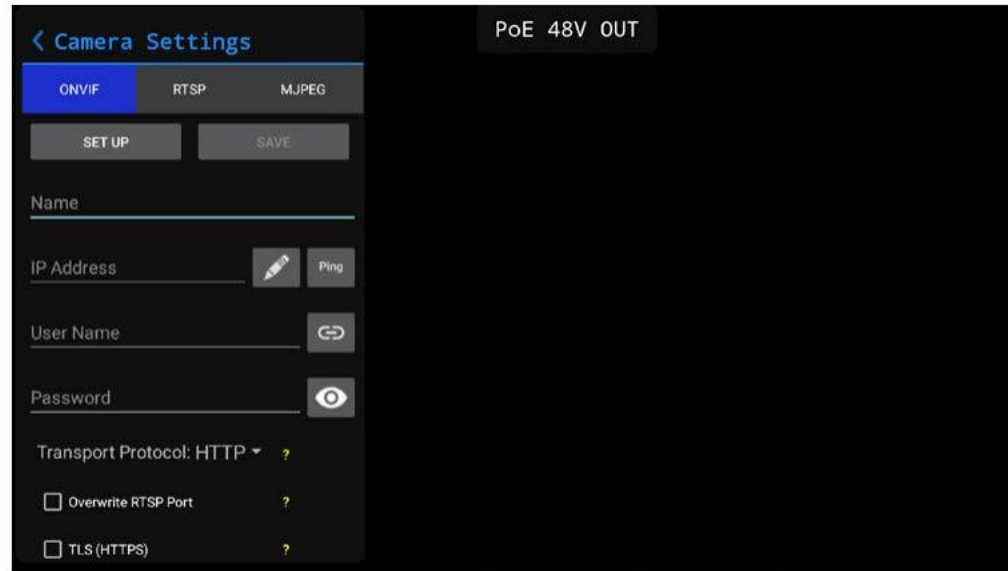 Camera Settings
PoE 48V OUT
ONVIF RTSP MJPEG
SET UP SAVE
Name
IP Address Ping
User Name
Password
Transport Protocol: HTTP ?
Overwrite RTSP Port ?
TLS (HTTPS) ?